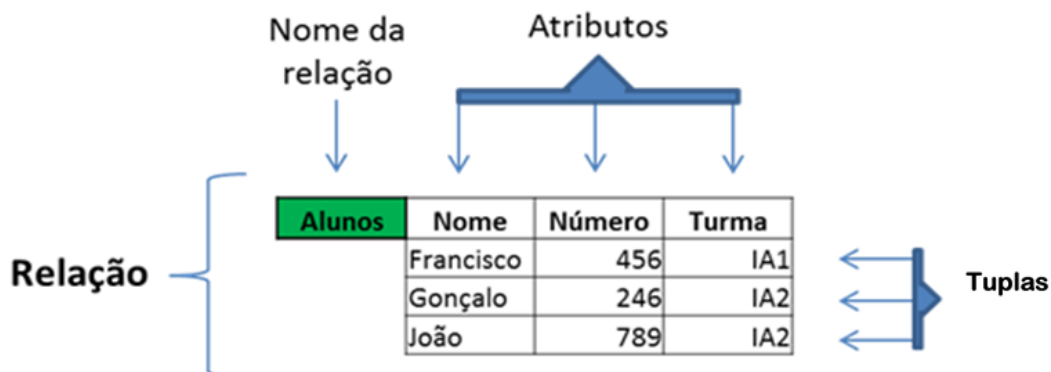 Nome da
relação
Atributos
Alunos Nome Número Turma
Francisco 456 IA1
Relação
Gonçalo 246 IA2
Tuplas
João 789 IA2